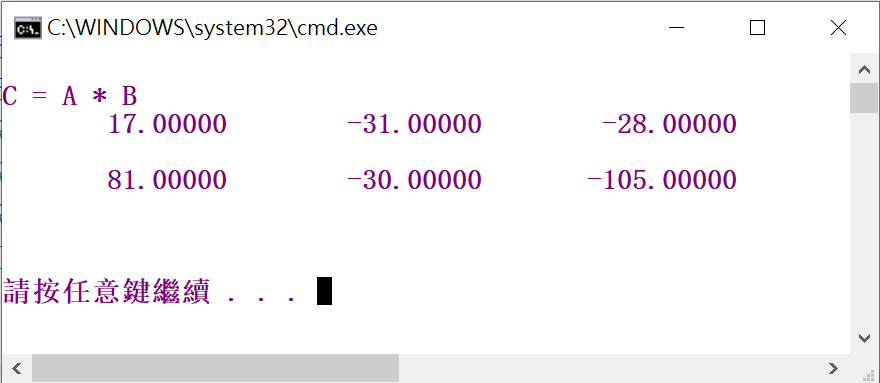 C:\WINDOWS\system32\cmd.exe
C = A * B
17.00000 -31.00000 -28.00000
81.00000 -30.00000 -105.00000
請按任意鍵繼續 . . .